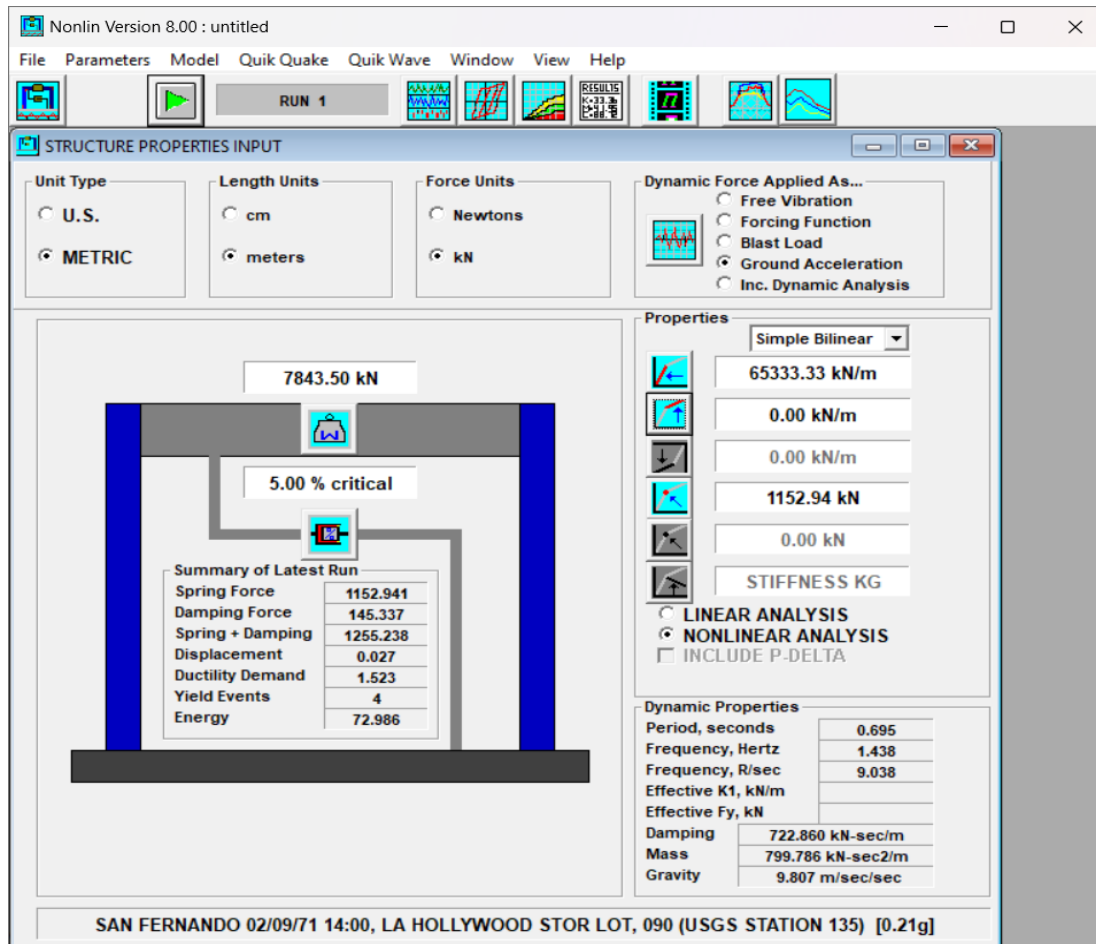 Nonlin Version 8.00 : untitled
File Parameters Model Quik Quake Quik Wave Window View Help
RUN 1
RESULTS
STRUCTURE PROPERTIES INPUT
Unit Type
U.S.
METRIC
Length Units
cm
meters
Force Units
Newtons
kN
Dynamic Force Applied As...
Free Vibration
Forcing Function
Blast Load
Ground Acceleration
Inc. Dynamic Analysis
7843.50 kN
W
5.00 % critical
%
Summary of Latest Run
Spring Force 1152.941
Damping Force 145.337
Spring + Damping 1255.238
Displacement 0.027
Ductility Demand 1.523
Yield Events 4
Energy 72.986
Properties
Simple Bilinear
65333.33 kN/m
0.00 kN/m
0.00 kN/m
1152.94 kN
0.00 kN
STIFFNESS KG
LINEAR ANALYSIS
NONLINEAR ANALYSIS
INCLUDE P-DELTA
Dynamic Properties
Period, seconds 0.695
Frequency, Hertz 1.438
Frequency, R/sec 9.038
Effective K1, kN/m
Effective Fy, kN
Damping 722.860 kN-sec/m
Mass 799.786 kN-sec2/m
Gravity 9.807 m/sec/sec
SAN FERNANDO 02/09/71 14:00, LA HOLLYWOOD STOR LOT, 090 (USGS STATION 135) [0.21g]